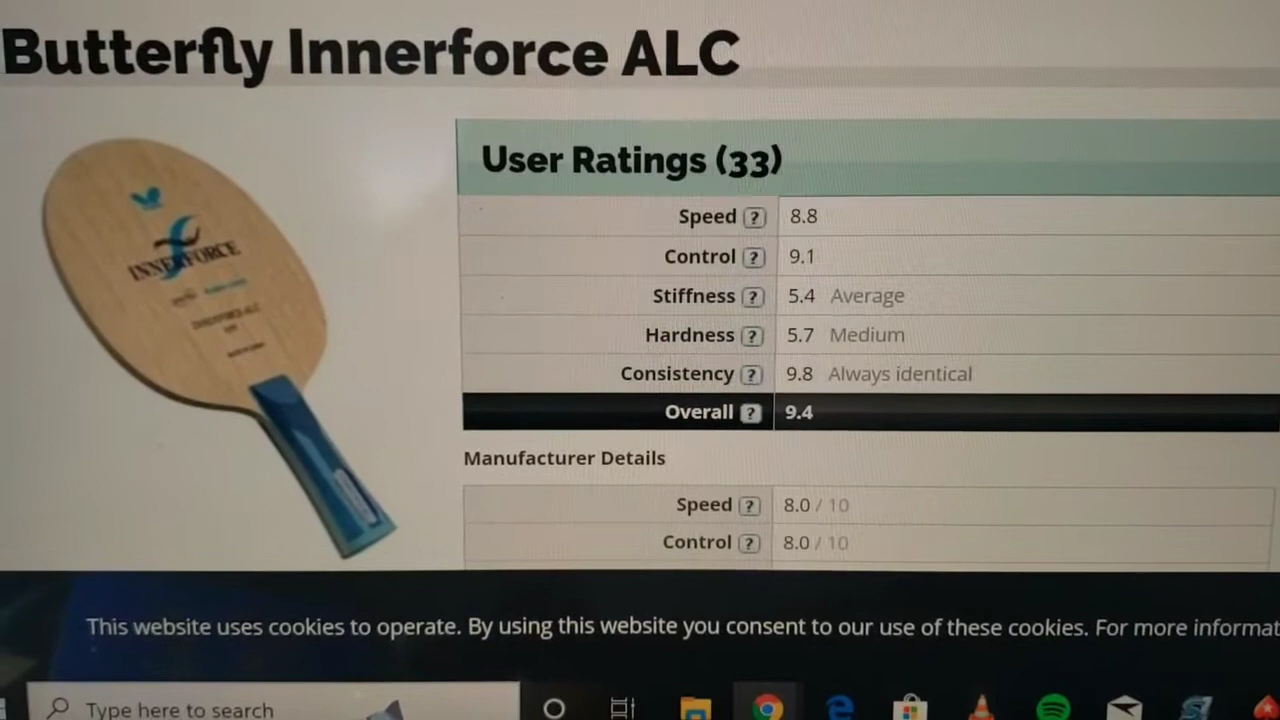 Butterfly Innerforce ALC
INNERFORCE
User Ratings (33)
Speed ? 8.8
Control ? 9.1
Stiffness ? 5.4 Average
Hardness ? 5.7 Medium
Consistency ? 9.8 Always identical
Overall ? 9.4
Manufacturer Details
Speed ? 8.0 / 10
Control ? 8.0 / 10
This website uses cookies to operate. By using this website you consent to our use of these cookies. For more informat
Type here to search